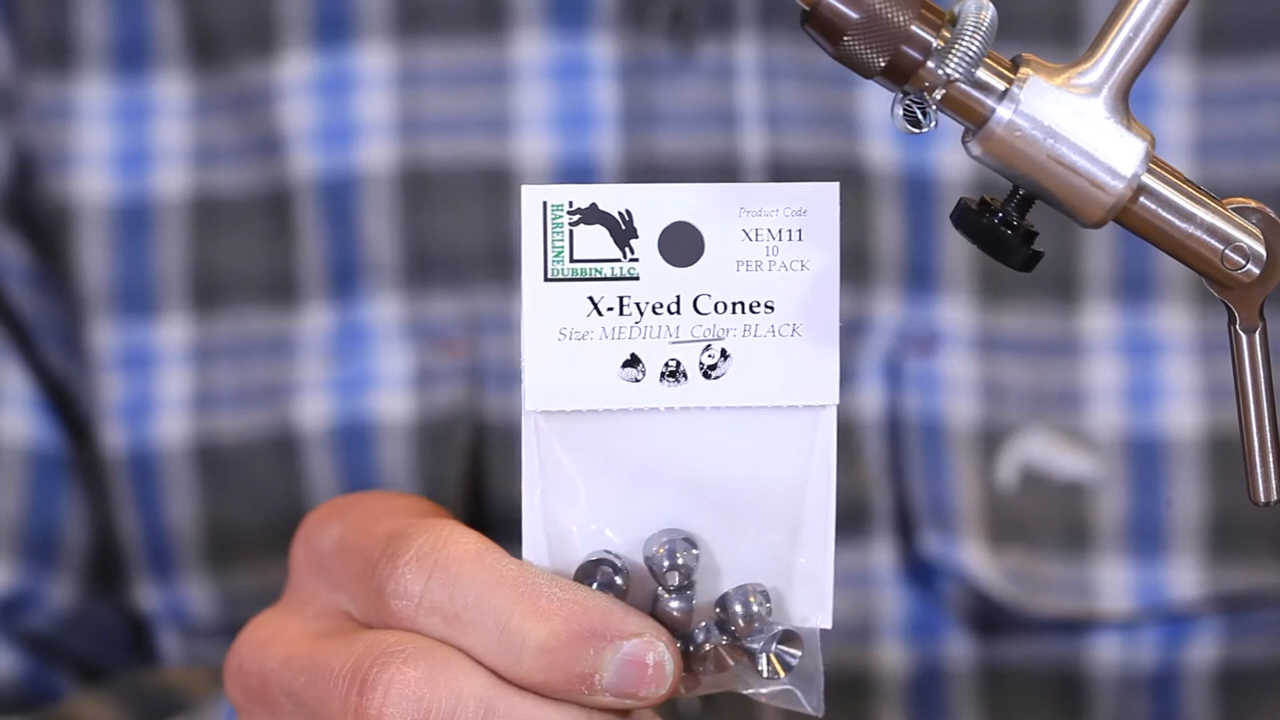 HARELINE
DUBBIN, LLC.
Product Code
XEM11
10
PER PACK
X-Eyed Cones
Size: MEDIUM Color: BLACK